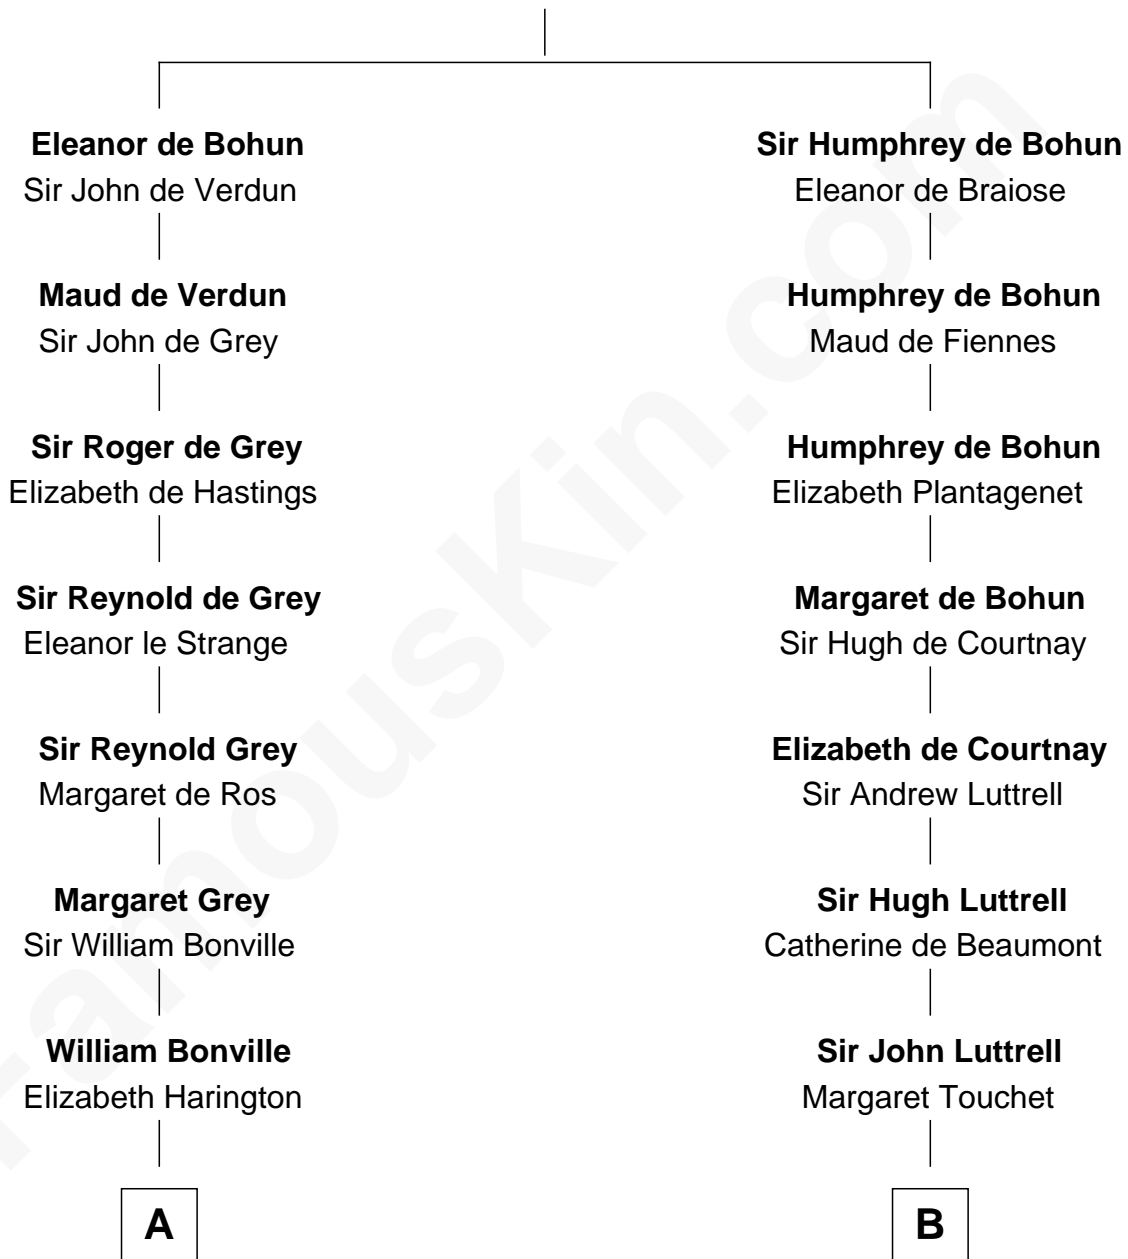 Eleanor de Bohun
Sir John de Verdun
Maud de Verdun
Sir John de Grey
Sir Roger de Grey
Elizabeth de Hastings
Sir Reynold de Grey
Eleanor le Strange
Sir Reynold Grey
Margaret de Ros
Margaret Grey
Sir William Bonville
William Bonville
Elizabeth Harington
A
Sir Humphrey de Bohun
Eleanor de Braiose
Humphrey de Bohun
Maud de Fiennes
Humphrey de Bohun
Elizabeth Plantagenet
Margaret de Bohun
Sir Hugh de Courtnay
Elizabeth de Courtnay
Sir Andrew Luttrell
Sir Hugh Luttrell
Catherine de Beaumont
Sir John Luttrell
Margaret Touchet
B
FamousKin.com